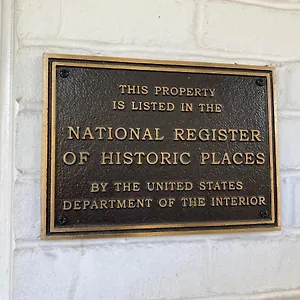 THIS PROPERTY
IS LISTED IN THE
NATIONAL REGISTER
OF HISTORIC PLACES
BY THE UNITED STATES
DEPARTMENT OF THE INTERIOR